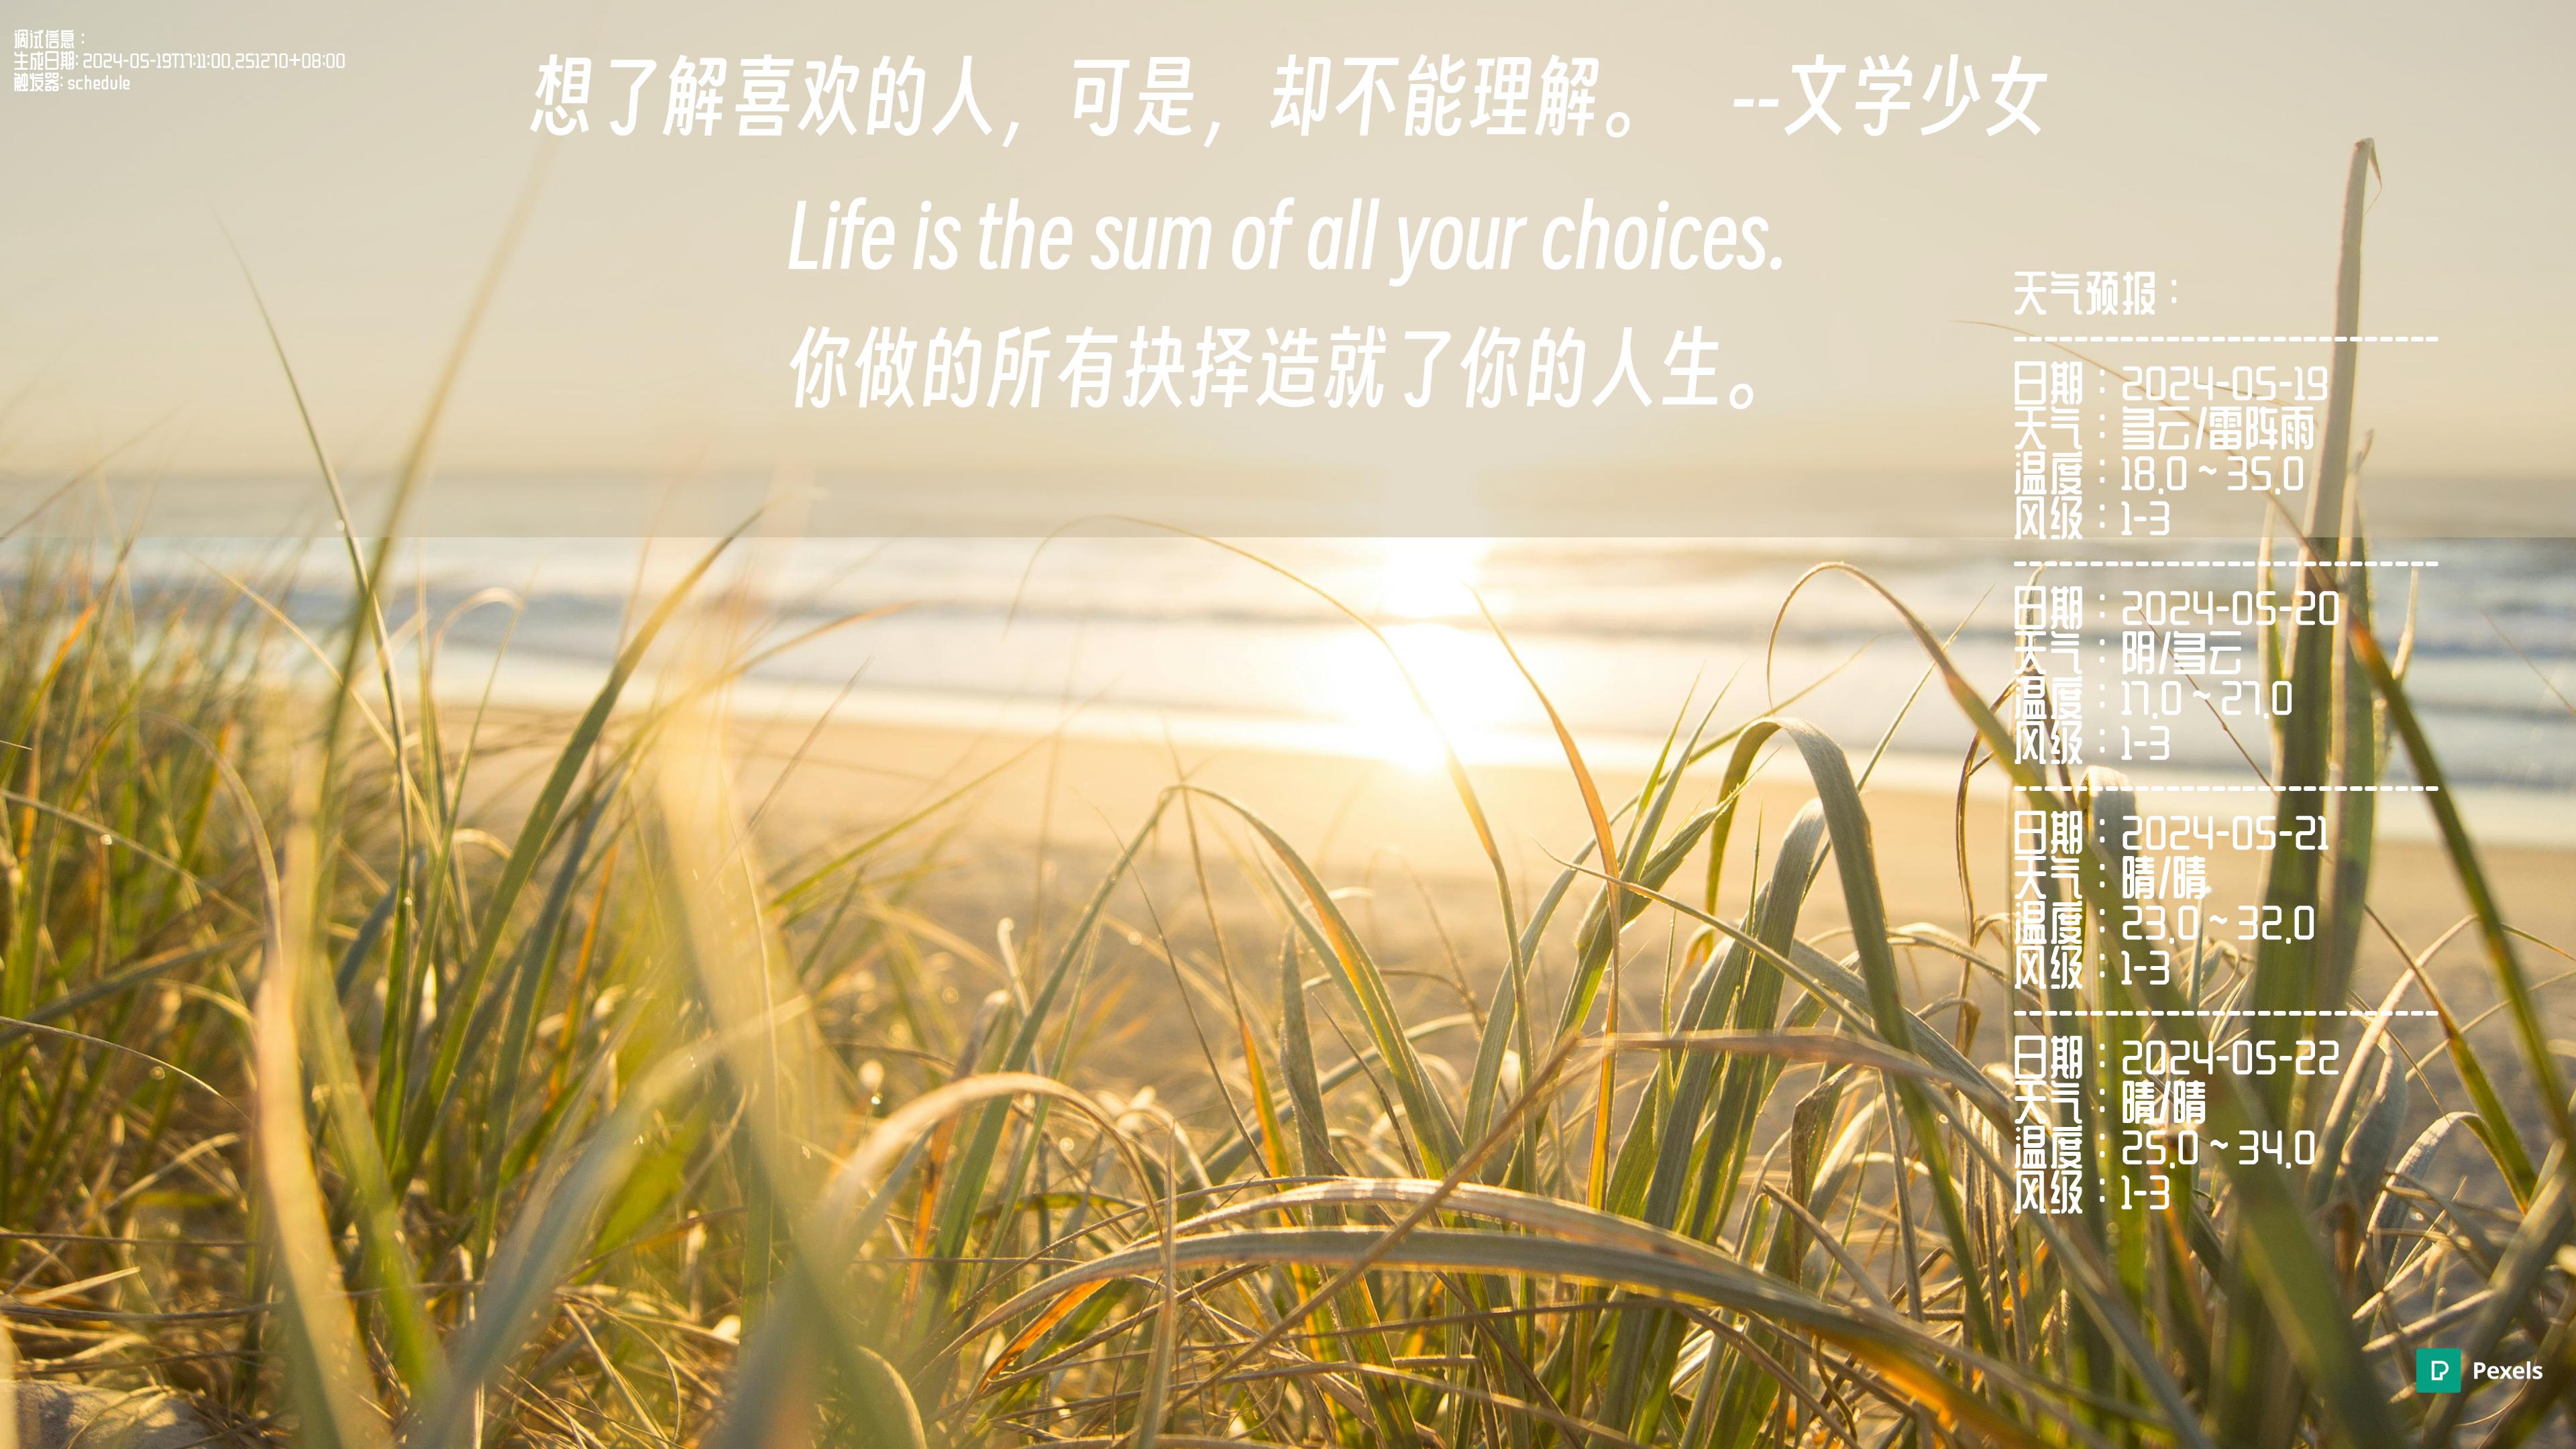 调试信息：
生成日期: 2024-05-19T17:11:00.251270+08:00
触发器: schedule
想了解喜欢的人，可是，却不能理解。 --文学少女
Life is the sum of all your choices.
你做的所有抉择造就了你的人生。
天气预报：
------------------------------
日期：2024-05-19
天气：多云/雷阵雨
温度：18.0 ~ 35.0
风级：1-3
------------------------------
日期：2024-05-20
天气：阴/多云
温度：17.0 ~ 27.0
风级：1-3
------------------------------
日期：2024-05-21
天气：晴/晴
温度：23.0 ~ 32.0
风级：1-3
------------------------------
日期：2024-05-22
天气：晴/晴
温度：25.0 ~ 34.0
风级：1-3
Pexels